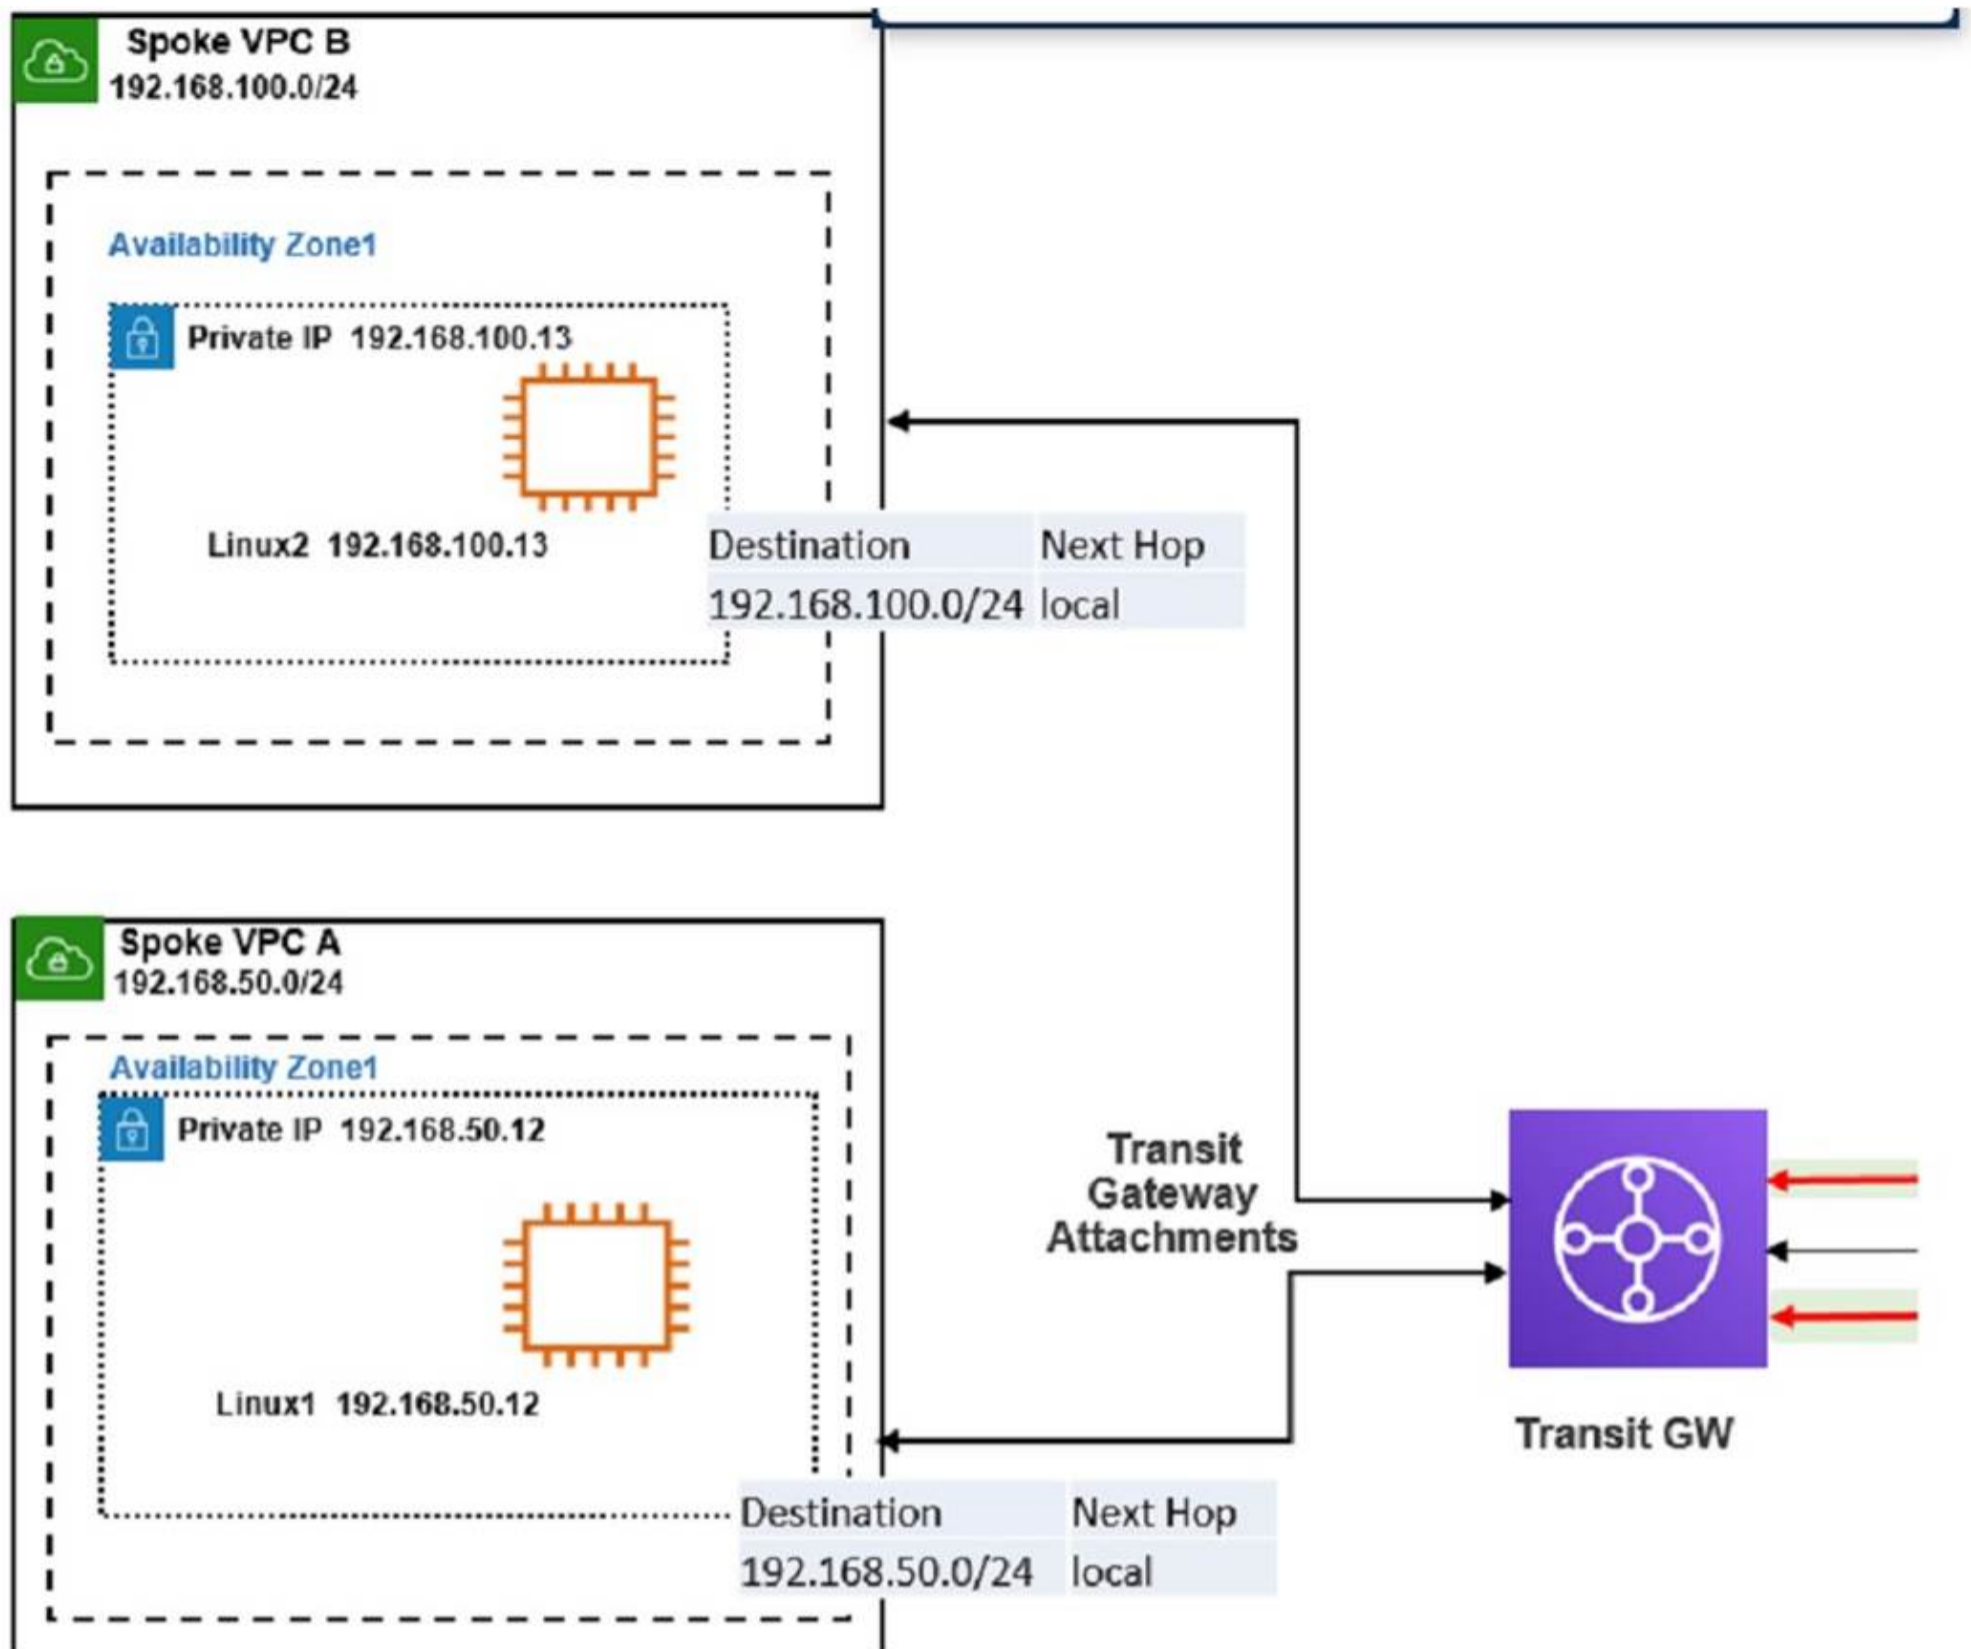 Spoke VPC B
192.168.100.0/24
Availability Zone1
Private IP 192.168.100.13
Linux2 192.168.100.13
Destination Next Hop
192.168.100.0/24 local
Spoke VPC A
192.168.50.0/24
Availability Zone1
Private IP 192.168.50.12
Linux1 192.168.50.12
Destination Next Hop
192.168.50.0/24 local
Transit
Gateway
Attachments
Transit GW